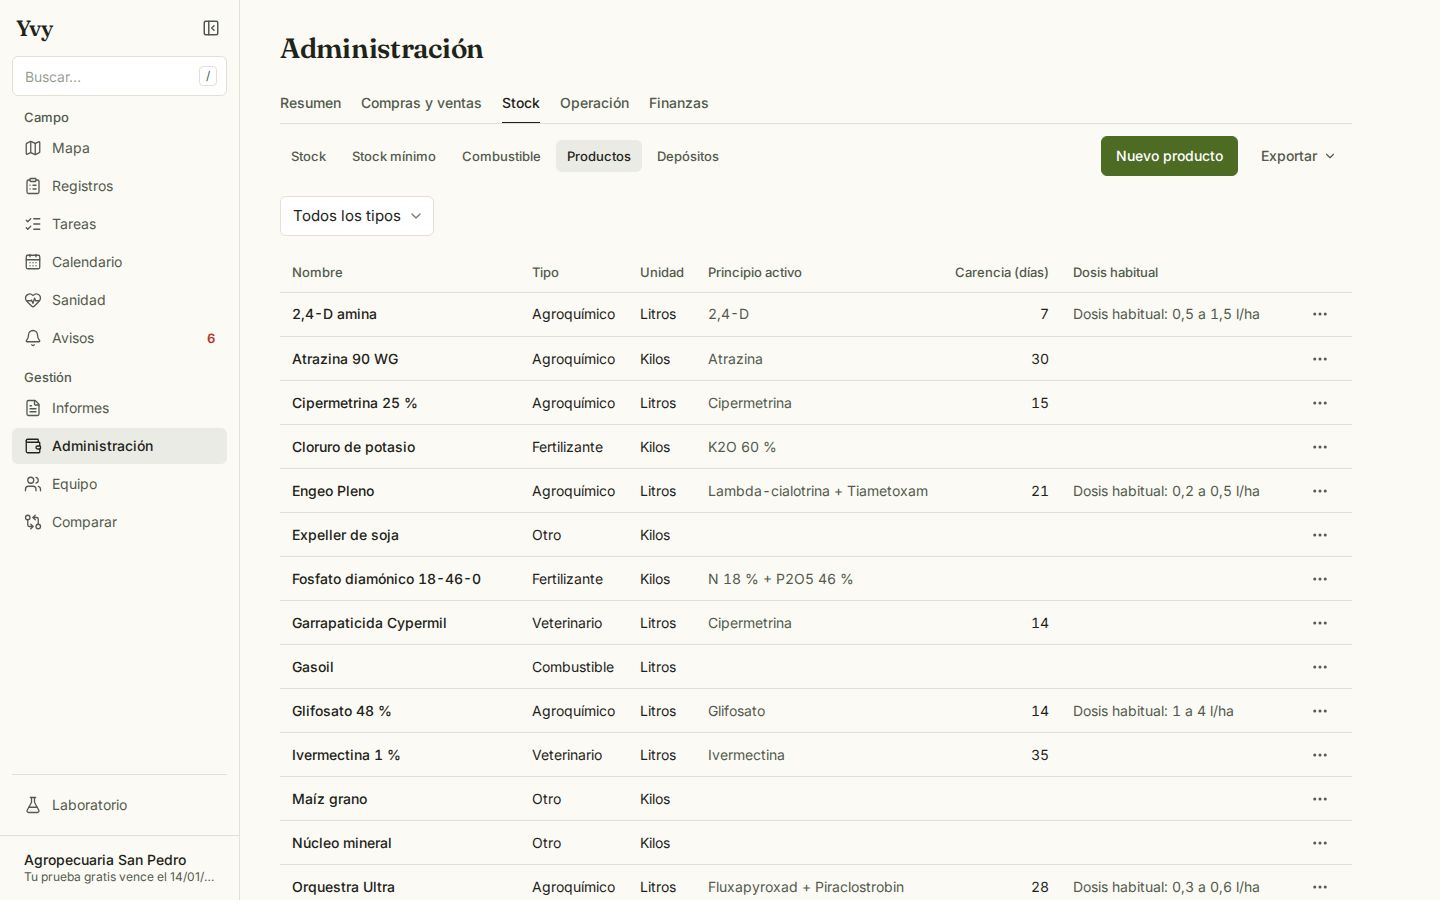 Yvy
Buscar...
/
Campo
Mapa
Registros
Tareas
Calendario
Sanidad
Avisos 6
Gestión
Informes
Administración
Equipo
Comparar
Laboratorio
Agropecuaria San Pedro
Tu prueba gratis vence el 14/01/...
Administración
Resumen Compras y ventas Stock Operación Finanzas
Stock Stock mínimo Combustible Productos Depósitos Nuevo producto Exportar
Todos los tipos
Nombre Tipo Unidad Principio activo Carencia (días) Dosis habitual
2,4-D amina Agroquímico Litros 2,4-D 7 Dosis habitual: 0,5 a 1,5 l/ha
Atrazina 90 WG Agroquímico Kilos Atrazina 30
Cipermetrina 25 % Agroquímico Litros Cipermetrina 15
Cloruro de potasio Fertilizante Kilos K2O 60 %
Engeo Pleno Agroquímico Litros Lambda-cialotrina + Tiametoxam 21 Dosis habitual: 0,2 a 0,5 l/ha
Expeller de soja Otro Kilos
Fosfato diamónico 18-46-0 Fertilizante Kilos N 18 % + P2O5 46 %
Garrapaticida Cypermil Veterinario Litros Cipermetrina 14
Gasoil Combustible Litros
Glifosato 48 % Agroquímico Litros Glifosato 14 Dosis habitual: 1 a 4 l/ha
Ivermectina 1 % Veterinario Litros Ivermectina 35
Maíz grano Otro Kilos
Núcleo mineral Otro Kilos
Orquestra Ultra Agroquímico Litros Fluxapyroxad + Piraclostrobin 28 Dosis habitual: 0,3 a 0,6 l/ha